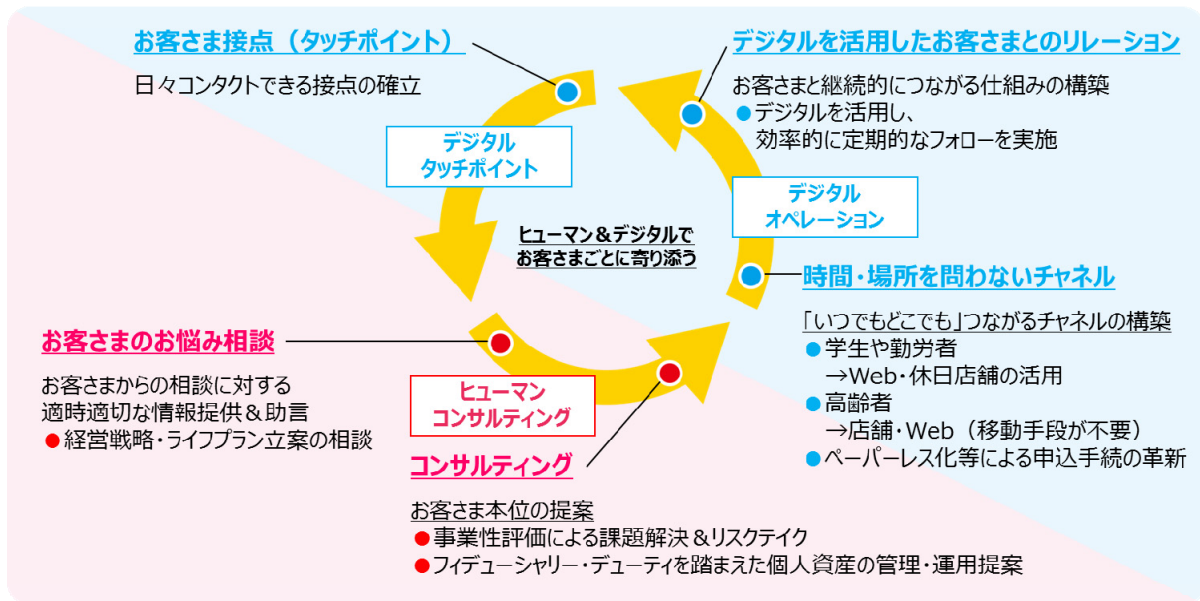 お客さま接点（タッチポイント）
日々コンタクトできる接点の確立
デジタルを活用したお客さまとのリレーション
お客さまと継続的につながる仕組みの構築
●デジタルを活用し、
効率的に定期的なフォローを実施
デジタル
タッチポイント
デジタル
オペレーション
ヒューマン＆デジタルで
お客さまごとに寄り添う
時間・場所を問わないチャネル
「いつでもどこでも」つながるチャネルの構築
●学生や勤労者
→Web・休日店舗の活用
●高齢者
→店舗・Web（移動手段が不要）
●ペーパーレス化等による申込手続の革新
お客さまのお悩み相談
お客さまからの相談に対する
適時適切な情報提供＆助言
●経営戦略・ライフプラン立案の相談
ヒューマン
コンサルティング
コンサルティング
お客さま本位の提案
●事業性評価による課題解決＆リスクテイク
●フィデューシャリー・デューティを踏まえた個人資産の管理・運用提案